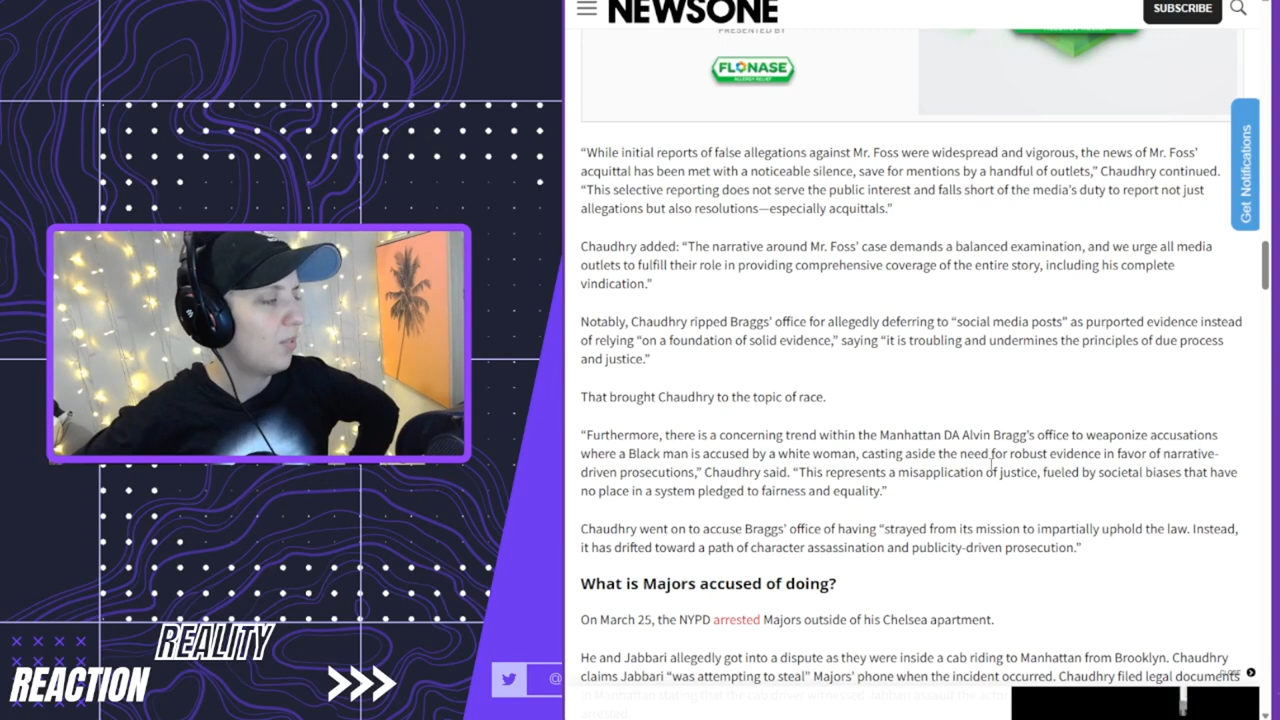 NEWSONE
SUBSCRIBE
PRESENTED BY
FLONASE
ALLERGY RELIEF
Get Notifications
“While initial reports of false allegations against Mr. Foss were widespread and vigorous, the news of Mr. Foss’
acquittal has been met with a noticeable silence, save for mentions by a handful of outlets,” Chaudhry continued.
“This selective reporting does not serve the public interest and falls short of the media’s duty to report not just
allegations but also resolutions—especially acquittals.”
Chaudhry added: “The narrative around Mr. Foss’ case demands a balanced examination, and we urge all media
outlets to fulfill their role in providing comprehensive coverage of the entire story, including his complete
vindication.”
Notably, Chaudhry ripped Braggs’ office for allegedly deferring to “social media posts” as purported evidence instead
of relying “on a foundation of solid evidence,” saying “it is troubling and undermines the principles of due process
and justice.”
That brought Chaudhry to the topic of race.
“Furthermore, there is a concerning trend within the Manhattan DA Alvin Bragg’s office to weaponize accusations
where a Black man is accused by a white woman, casting aside the need for robust evidence in favor of narrative-
driven prosecutions,” Chaudhry said. “This represents a misapplication of justice, fueled by societal biases that have
no place in a system pledged to fairness and equality.”
Chaudhry went on to accuse Braggs’ office of having “strayed from its mission to impartially uphold the law. Instead,
it has drifted toward a path of character assassination and publicity-driven prosecution.”
What is Majors accused of doing?
On March 25, the NYPD arrested Majors outside of his Chelsea apartment.
He and Jabbari allegedly got into a dispute as they were inside a cab riding to Manhattan from Brooklyn. Chaudhry
claims Jabbari “was attempting to steal” Majors’ phone when the incident occurred. Chaudhry filed legal documents
in Manhattan stating that the cab driver witnessed Jabbari assault the
arrested
CLOSE
REALITY
REACTION
@